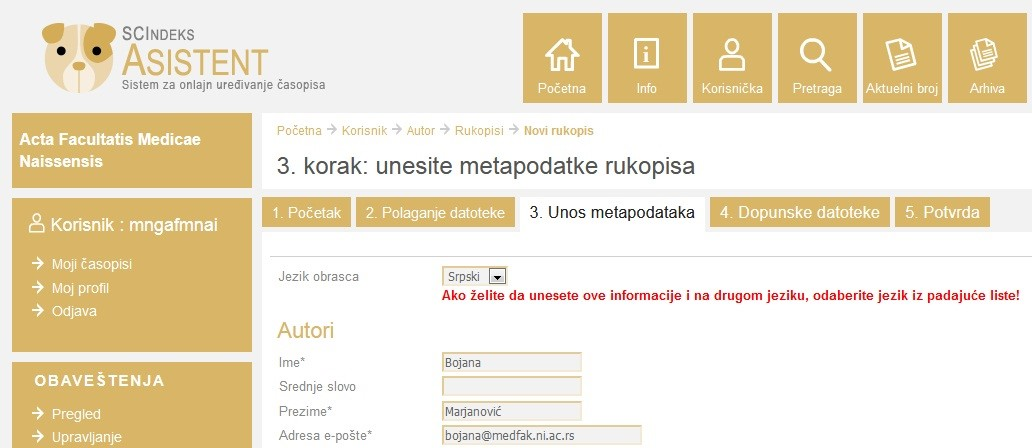 SCINDEKS
ASISTENT
Sistem za onlajn uređivanje časopisa
Početna
Info
Korisnička
Pretraga
Aktuelni broj
Arhiva
Acta Facultatis Medicae
Naissensis
Korisnik : mngafmnai
Moji časopisi
Moj profil
Odjava
OBAVEŠTENJA
Pregled
Upravljanje
Početna → Korisnik → Autor → Rukopisi → Novi rukopis
3. korak: unesite metapodatke rukopisa
1. Početak
2. Polaganje datoteke
3. Unos metapodataka
4. Dopunske datoteke
5. Potvrda
Jezik obrasca Srpski
Ako želite da unesete ove informacije i na drugom jeziku, odaberite jezik iz padajuće liste!
Autori
Ime* Bojana
Srednje slovo
Prezime* Marjanović
Adresa e-pošte* bojana@medfak.ni.ac.rs